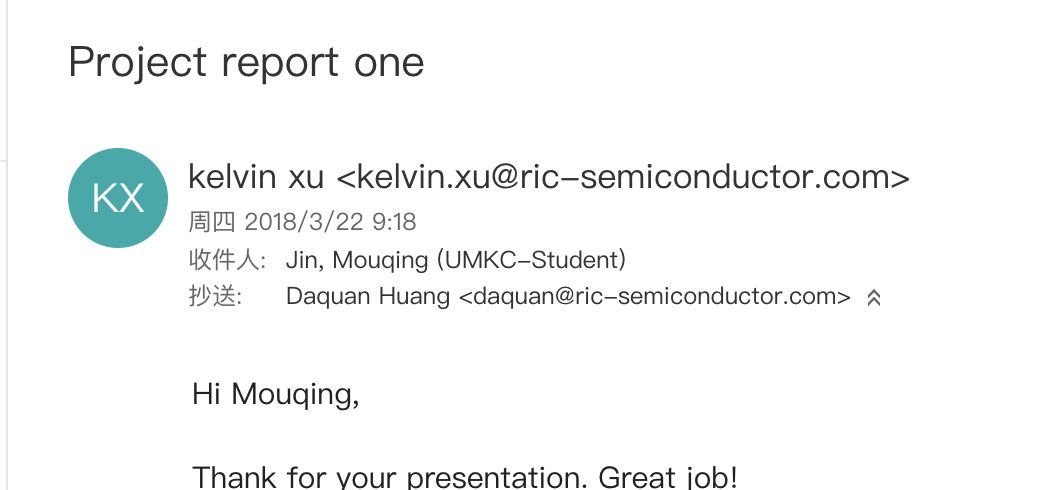 Project report one
KX
kelvin xu <kelvin.xu@ric-semiconductor.com>
周四 2018/3/22 9:18
收件人: Jin, Mouqing (UMKC-Student)
抄送: Daquan Huang <daquan@ric-semiconductor.com>
Hi Mouqing,
Thank for your presentation. Great job!